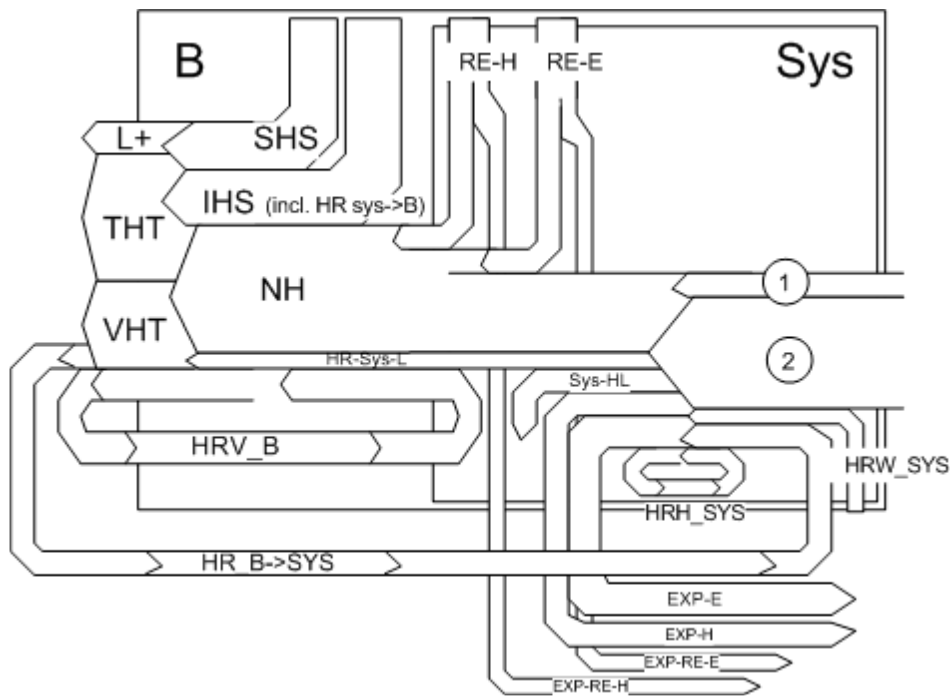 B
RE-H
RE-E
Sys
L+
SHS
IHS (incl. HR sys->B)
THT
NH
1
VHT
HR-Sys-L
2
Sys-HL
HRV_B
HRW_SYS
HRH_SYS
HR_B->SYS
EXP-E
EXP-H
EXP-RE-E
EXP-RE-H